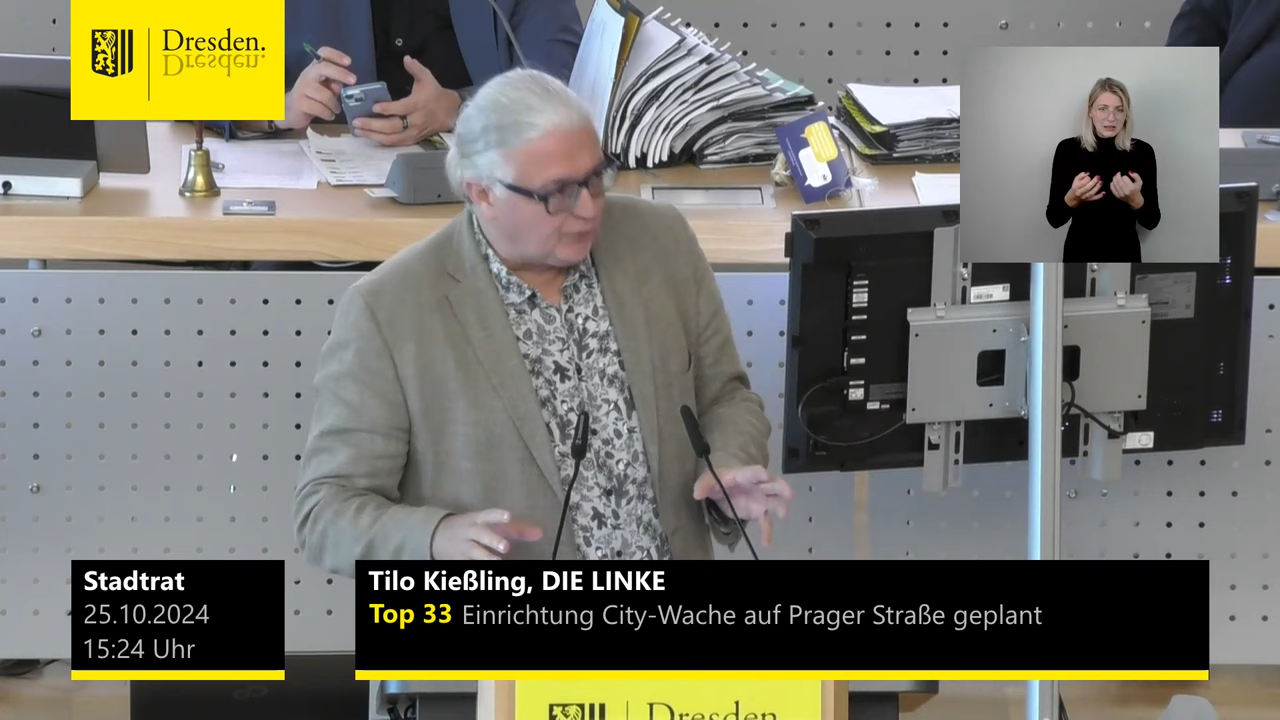 Dresden.
Dresden.
Stadtrat
25.10.2024
15:24 Uhr
Tilo Kießling, DIE LINKE
Top 33 Einrichtung City-Wache auf Prager Straße geplant
Dresden.